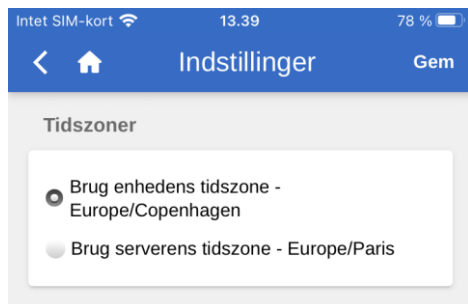 Intet SIM-kort 13.39 78 %
Indstillinger Gem
Tidszoner
Brug enhedens tidszone -
Europe/Copenhagen
Brug serverens tidszone - Europe/Paris